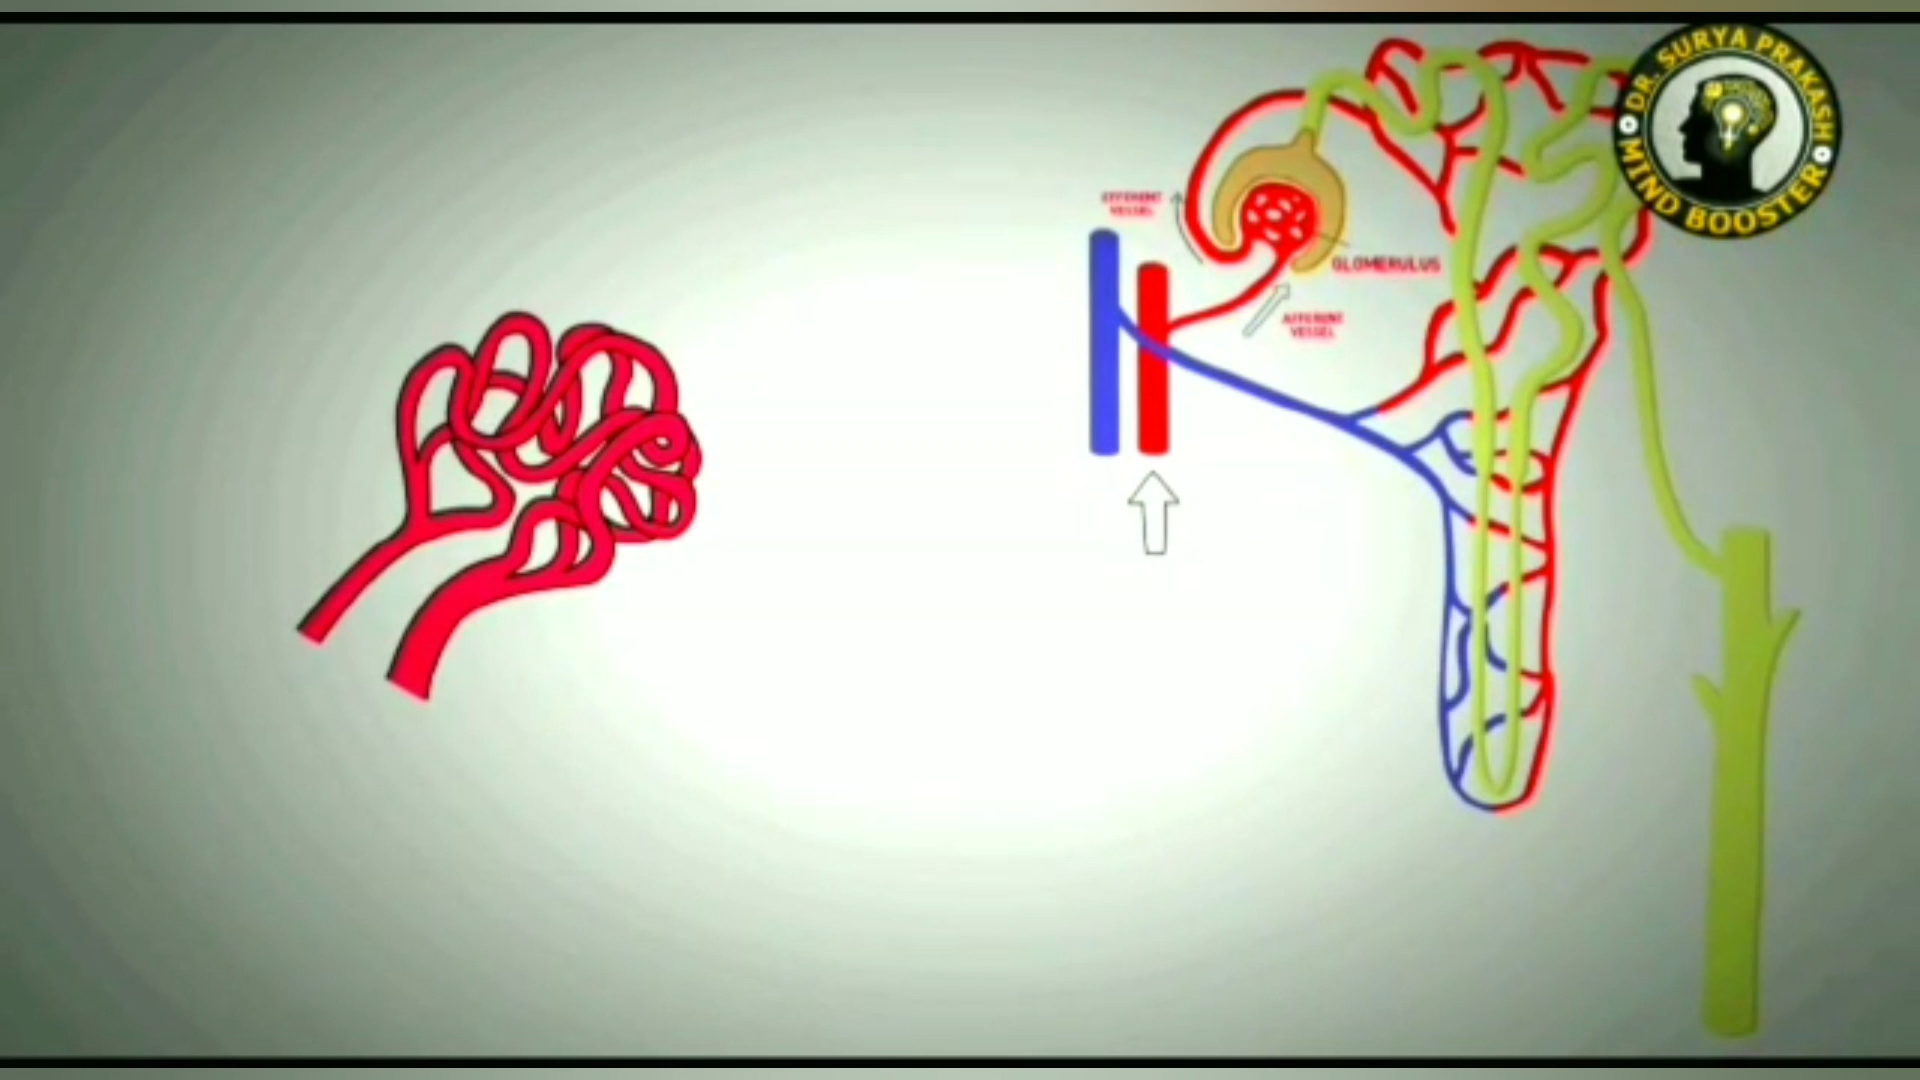 DR. SURYA PRAKASH
MIND BOOSTER
EFFERENT
VESSEL
GLOMERULUS
AFFERENT
VESSEL